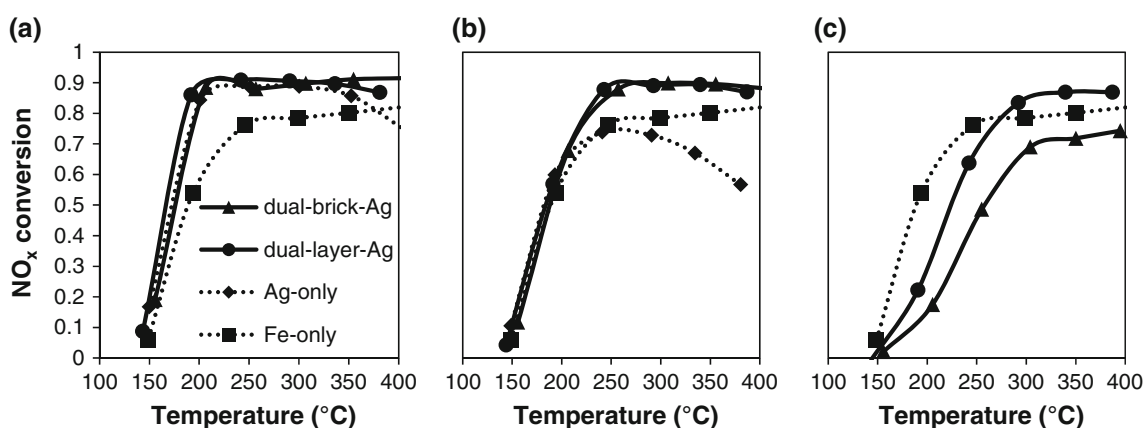 (a)
(b)
(c)
NOx conversion
1
0.9
0.8
0.7
0.6
0.5
0.4
0.3
0.2
0.1
0
dual-brick-Ag
dual-layer-Ag
Ag-only
Fe-only
100 150 200 250 300 350 400
100 150 200 250 300 350 400
100 150 200 250 300 350 400
Temperature (°C)
Temperature (°C)
Temperature (°C)